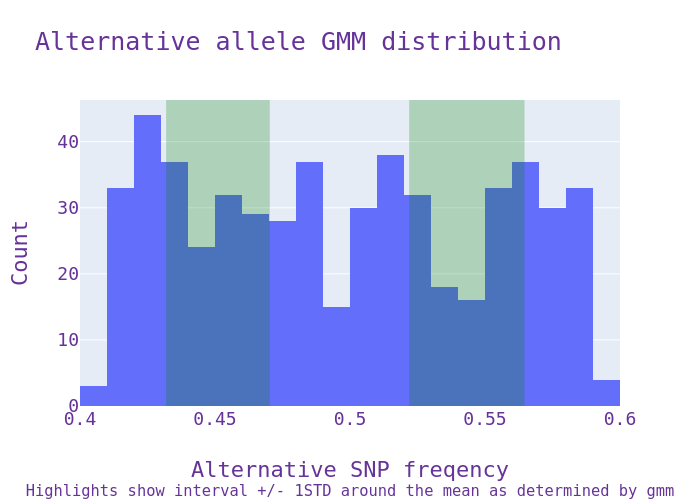 Alternative allele GMM distribution
Count
40
30
20
10
0
0.4 0.45 0.5 0.55 0.6
Alternative SNP freqency
Highlights show interval +/- 1STD around the mean as determined by gmm